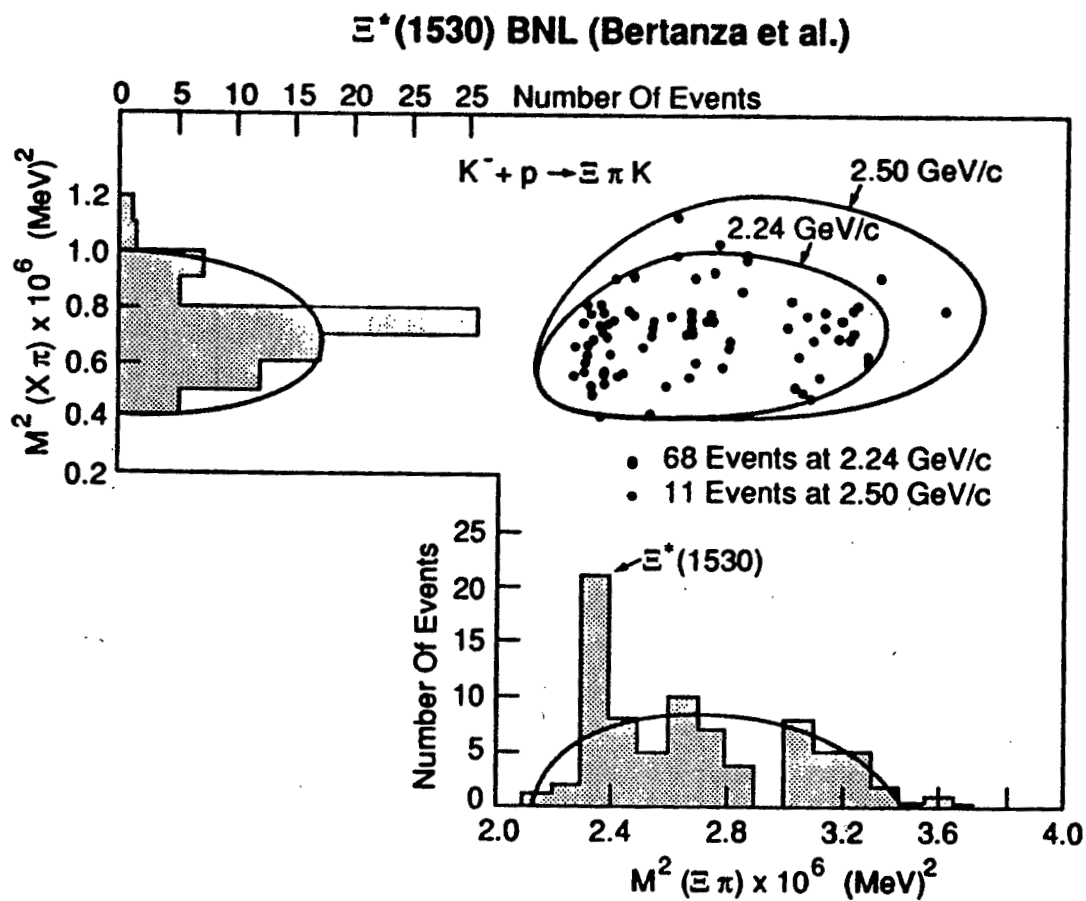 Ξ*(1530) BNL (Bertanza et al.)
0 5 10 15 20 25 25 Number Of Events
K⁻ + p → Ξ π K
2.50 GeV/c
2.24 GeV/c
M² (X π) x 10⁶ (MeV)²
1.2
1.0
0.8
0.6
0.4
0.2
• 68 Events at 2.24 GeV/c
• 11 Events at 2.50 GeV/c
Number Of Events
25
20
15
10
5
0
Ξ*(1530)
2.0 2.4 2.8 3.2 3.6 4.0
M² (Ξ π) x 10⁶ (MeV)²